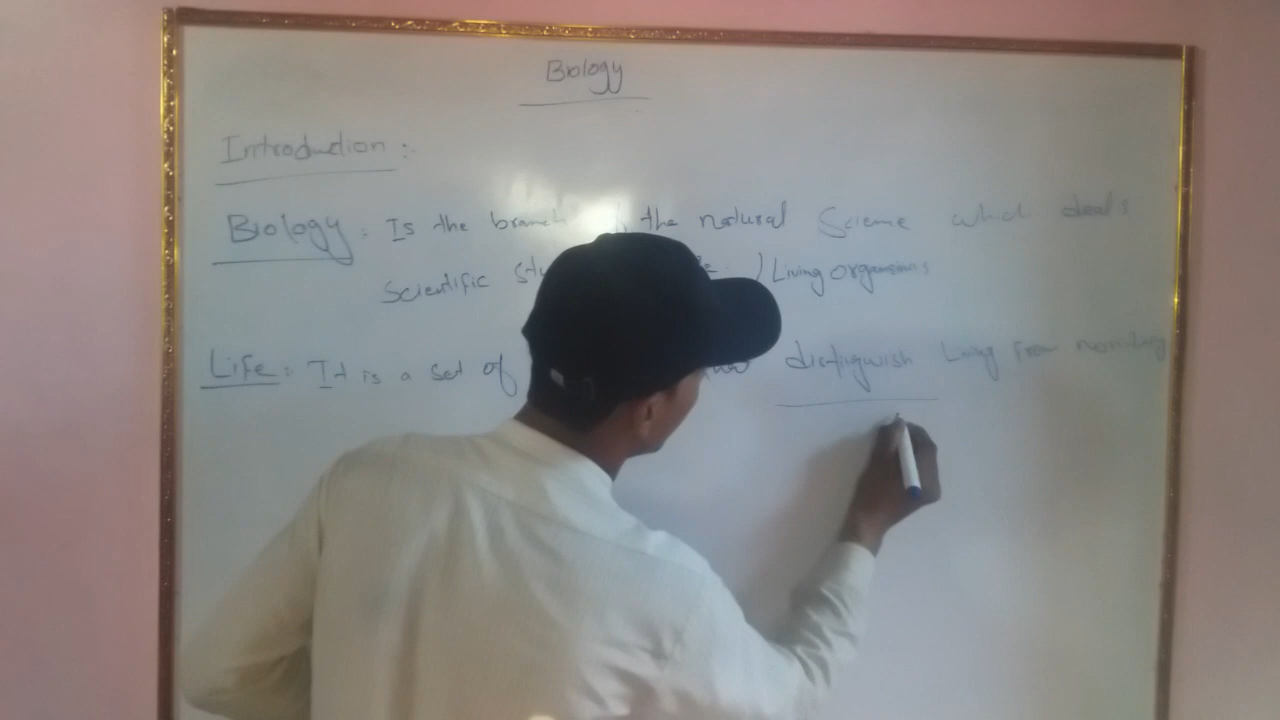 Biology
Introduction :
Biology : Is the branch the natural Science which deals
Scientific Living organsims
Life : It is a set of distinguish Living From nonliving